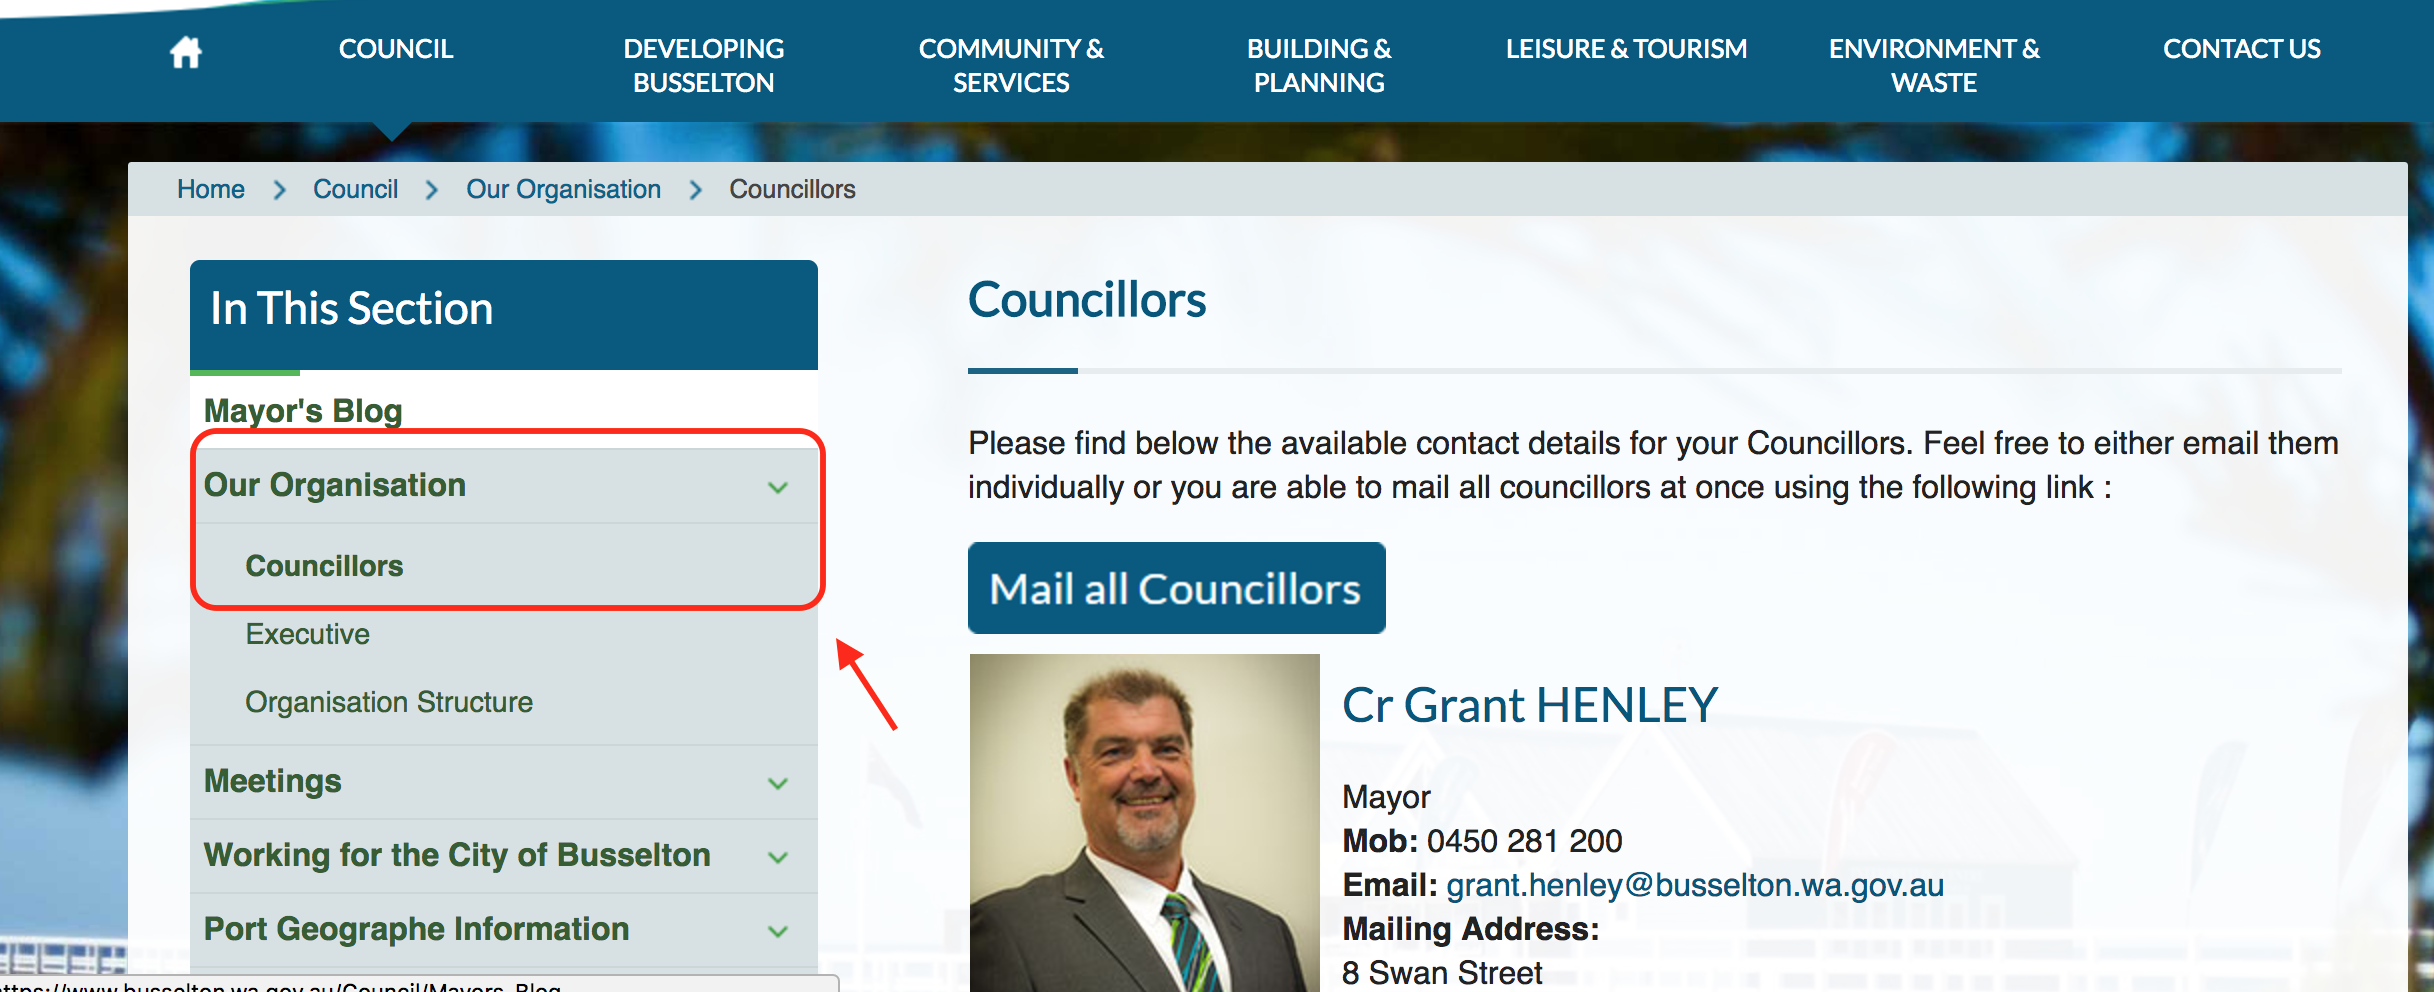 COUNCIL
DEVELOPING
BUSSELTON
COMMUNITY &
SERVICES
BUILDING &
PLANNING
LEISURE & TOURISM
ENVIRONMENT &
WASTE
CONTACT US
Home > Council > Our Organisation > Councillors
In This Section
Mayor's Blog
Our Organisation
Councillors
Executive
Organisation Structure
Meetings
Working for the City of Busselton
Port Geographe Information
Councillors
Please find below the available contact details for your Councillors. Feel free to either email them
individually or you are able to mail all councillors at once using the following link :
Mail all Councillors
Cr Grant HENLEY
Mayor
Mob: 0450 281 200
Email: grant.henley@busselton.wa.gov.au
Mailing Address:
8 Swan Street
ttps://www.busselton.wa.gov.au/Council/Mayors-Blog